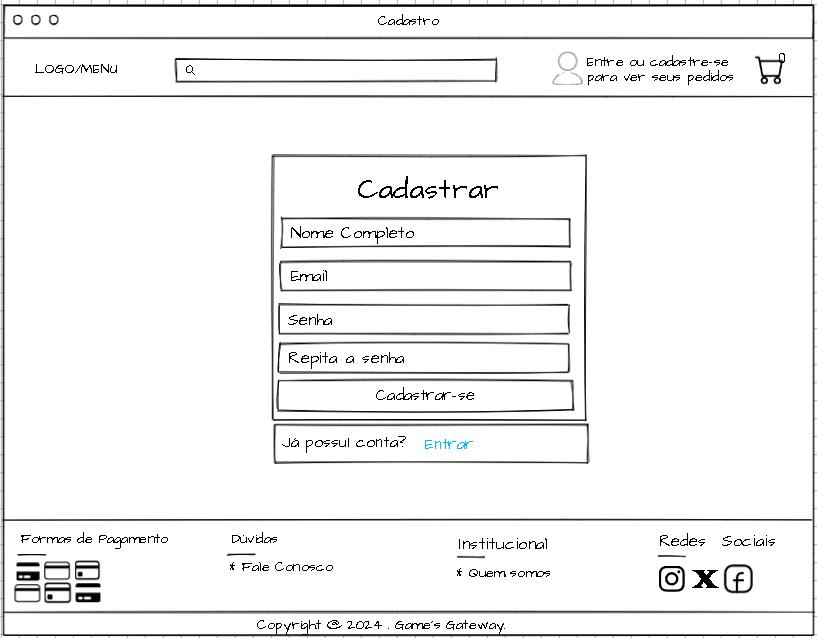 Cadastro
LOGO/MENU
Entre ou cadastre-se
para ver seus pedidos
0
Cadastrar
Nome Completo
Email
Senha
Repita a senha
Cadastrar-se
Já possui conta? Entrar
Formas de Pagamento
Dúvidas
* Fale Conosco
Institucional
* Quem somos
Redes Sociais
Copyright @ 2024 . Game's Gateway.